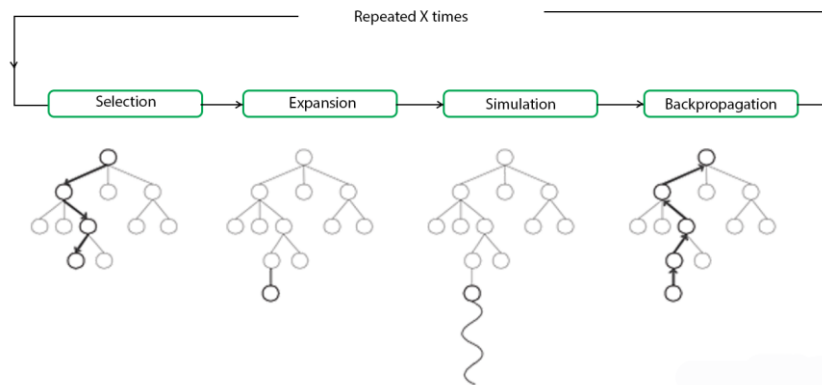 Repeated X times
Selection
Expansion
Simulation
Backpropagation